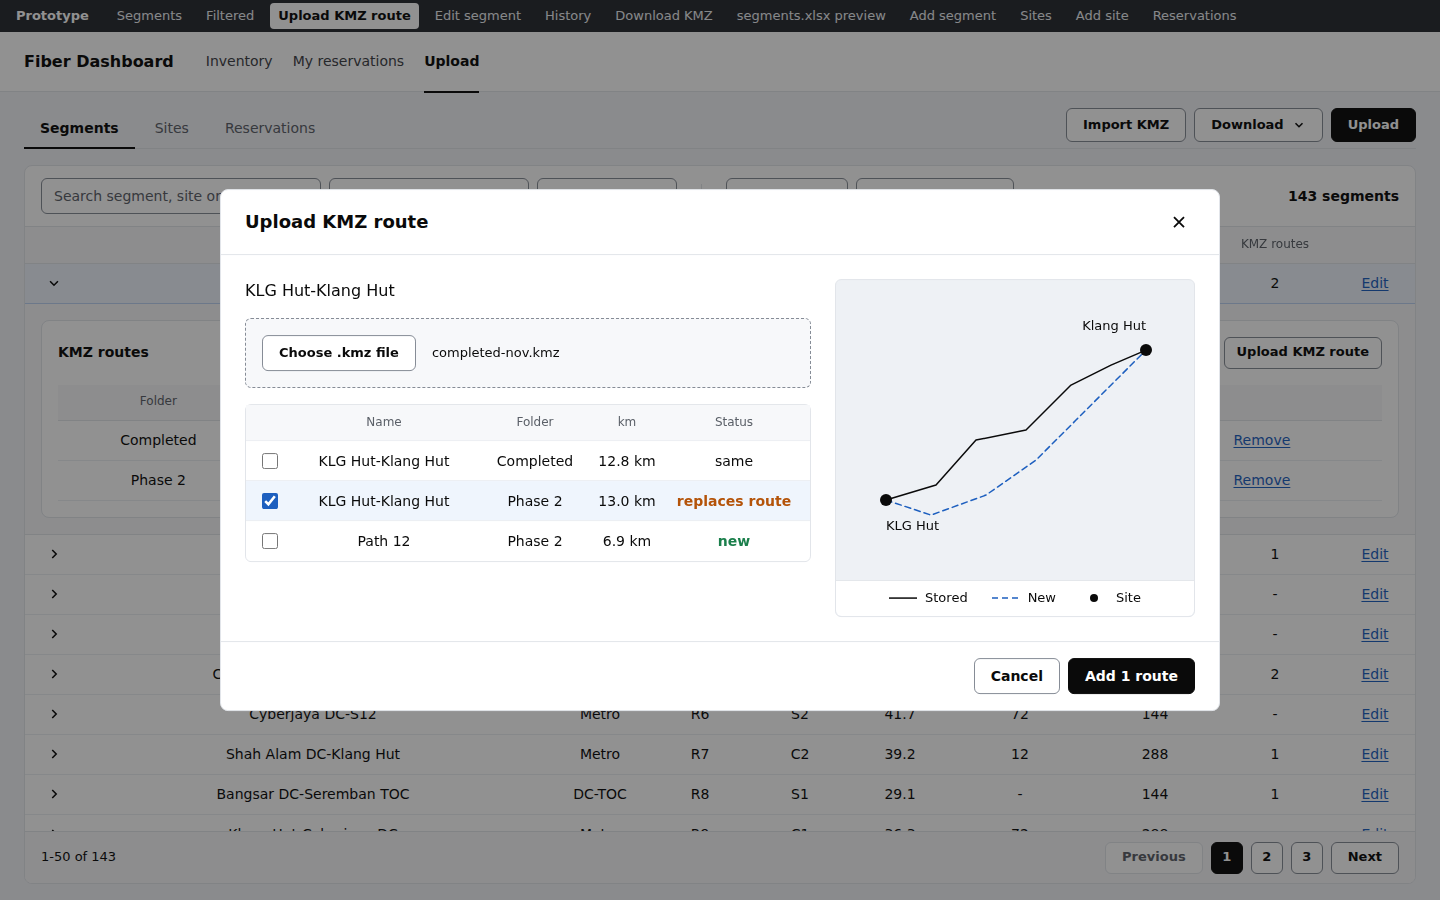 Prototype Segments Filtered Upload KMZ route Edit segment History Download KMZ segments.xlsx preview Add segment Sites Add site Reservations
Fiber Dashboard Inventory My reservations Upload
Segments Sites Reservations Import KMZ Download Upload
Search segment, site or 143 segments
KMZ routes
2 Edit
KMZ routes Upload KMZ route
Folder
Completed Remove
Phase 2 Remove
1 Edit
- Edit
- Edit
2 Edit
Upload KMZ route
KLG Hut-Klang Hut
Choose .kmz file completed-nov.kmz
Name Folder km Status
KLG Hut-Klang Hut Completed 12.8 km same
KLG Hut-Klang Hut Phase 2 13.0 km replaces route
Path 12 Phase 2 6.9 km new
Klang Hut
KLG Hut
Stored New Site
Cancel Add 1 route
Cyberjaya DC-S12 Metro R6 S2 41.7 72 144 - Edit
Shah Alam DC-Klang Hut Metro R7 C2 39.2 12 288 1 Edit
Bangsar DC-Seremban TOC DC-TOC R8 S1 29.1 - 144 1 Edit
1-50 of 143 Previous 1 2 3 Next